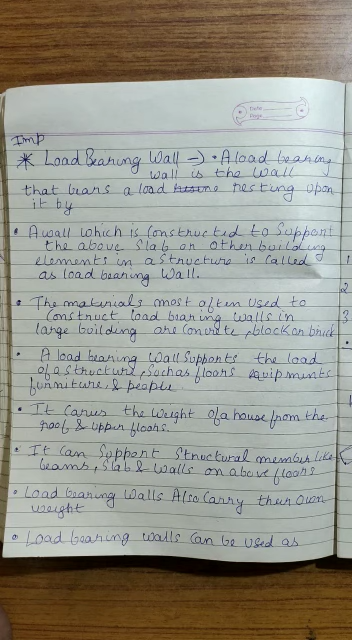 Date
Page
Imp
* Load Bearing Wall -> • A load bearing
wall is the wall
that bears a load resting upon
it by
• A wall which is constructed to support
the above slab or other building
elements in a structure is called
as load bearing Wall.
• The materials most often used to
construct load bearing walls in
large building are concrete, block or brick
• A load bearing Wall Supports the load
of a structure, such as floors equipments
furniture, & people.
• It carries the weight of a house from the
roof & upper floors.
• It can support structural member like
beams, slab & walls on above floors
• Load bearing Walls Also Carry their own
weight
• Load bearing walls can be used as
1
2
3